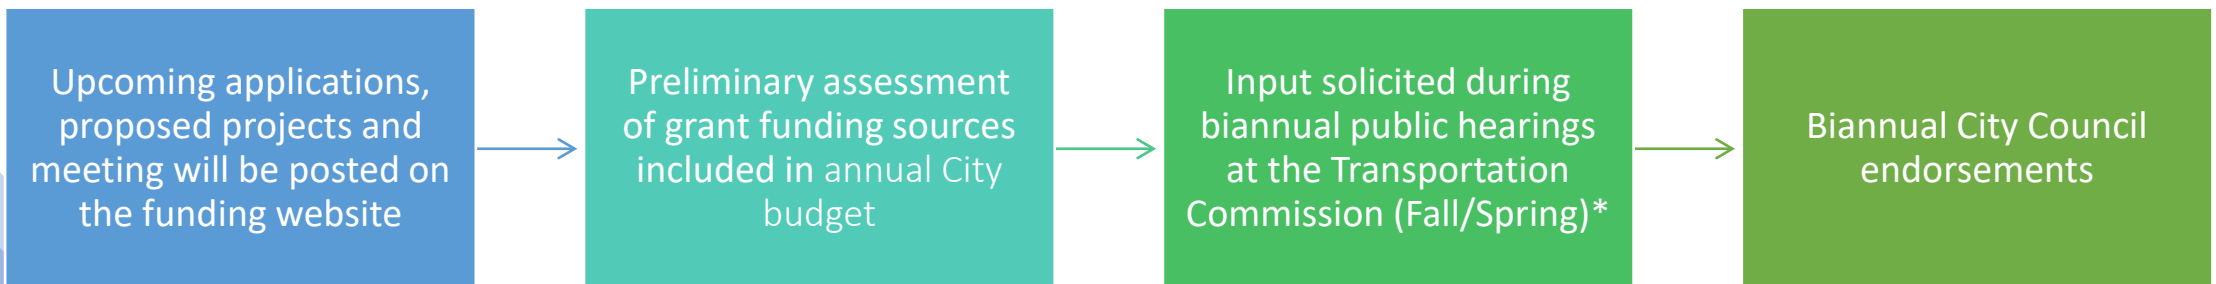 Upcoming applications,
proposed projects and
meeting will be posted on
the funding website
Preliminary assessment
of grant funding sources
included in annual City
budget
Input solicited during
biannual public hearings
at the Transportation
Commission (Fall/Spring)*
Biannual City Council
endorsements